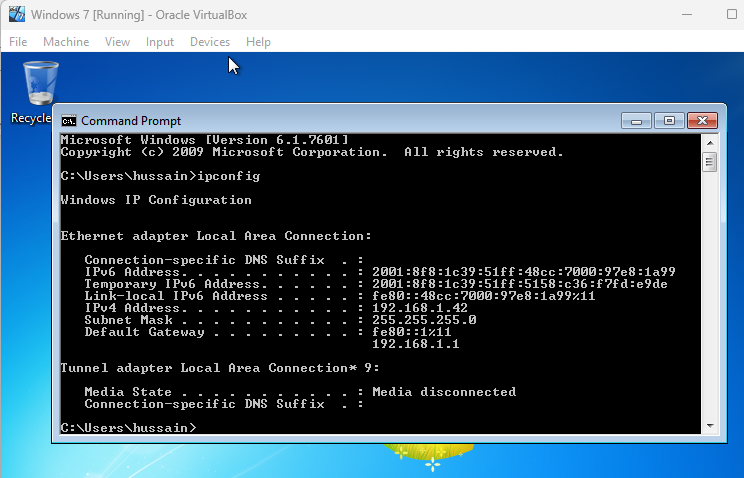 Windows 7 [Running] - Oracle VirtualBox
File Machine View Input Devices Help
Recycle
Command Prompt
Microsoft Windows [Version 6.1.7601]
Copyright (c) 2009 Microsoft Corporation.  All rights reserved.
C:\Users\hussain>ipconfig
Windows IP Configuration
Ethernet adapter Local Area Connection:
   Connection-specific DNS Suffix  . :
   IPv6 Address. . . . . . . . . . . : 2001:8f8:1c39:51ff:48cc:7000:97e8:1a99
   Temporary IPv6 Address. . . . . . : 2001:8f8:1c39:51ff:5158:c36:f7fd:e9de
   Link-local IPv6 Address . . . . . : fe80::48cc:7000:97e8:1a99%11
   IPv4 Address. . . . . . . . . . . : 192.168.1.42
   Subnet Mask . . . . . . . . . . . : 255.255.255.0
   Default Gateway . . . . . . . . . : fe80::1%11
                                       192.168.1.1
Tunnel adapter Local Area Connection* 9:
   Media State . . . . . . . . . . . : Media disconnected
   Connection-specific DNS Suffix  . :
C:\Users\hussain>